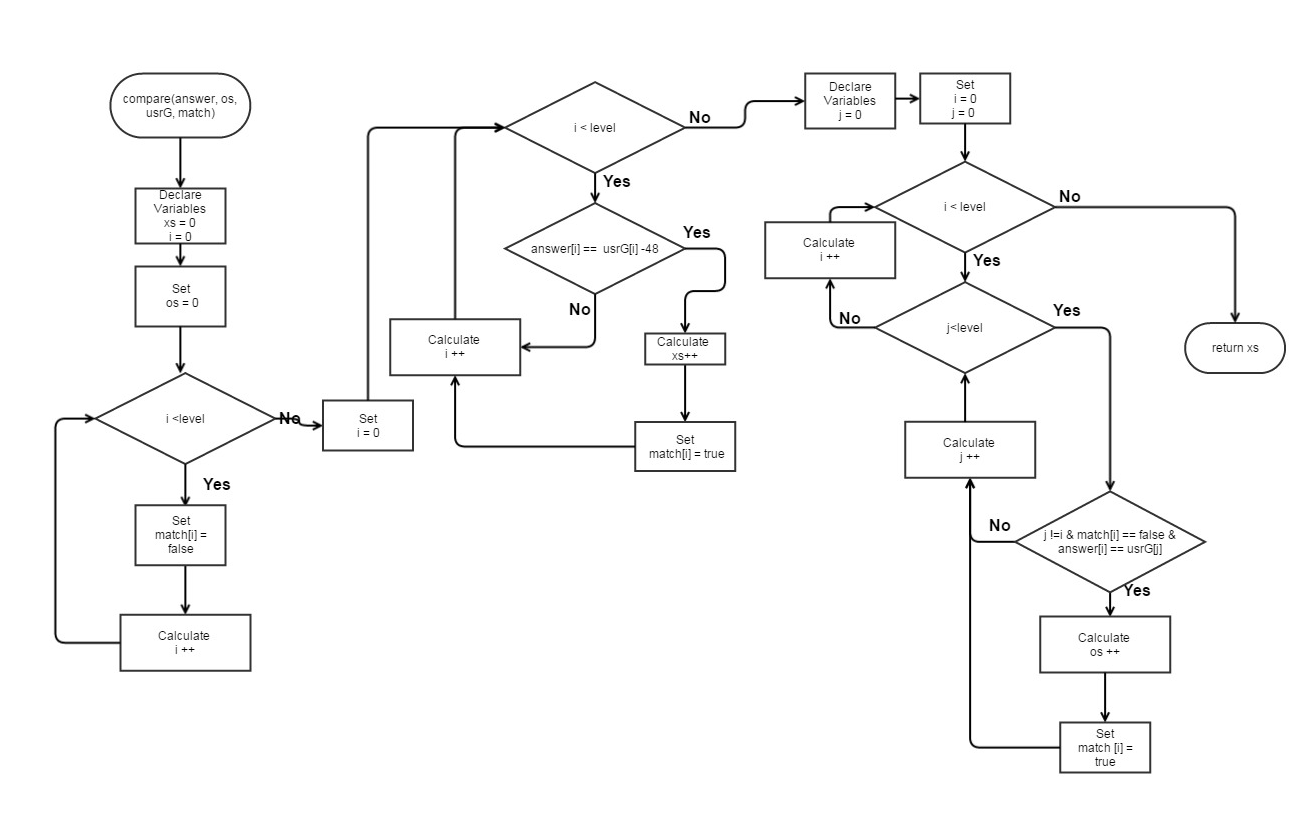 compare(answer, os,
usrG, match)
Declare
Variables
xs = 0
i = 0
Set
os = 0
i <level
No
Yes
Set
match[i] =
false
Calculate
i ++
Set
i = 0
i < level
No
Yes
answer[i] ==  usrG[i] -48
Yes
No
Calculate
i ++
Calculate
xs++
Set
match[i] = true
Declare
Variables
j = 0
Set
i = 0
j = 0
i < level
No
Yes
Calculate
i ++
j<level
No
Yes
Calculate
j ++
j !=i & match[i] == false &
answer[i] == usrG[j]
No
Yes
Calculate
os ++
Set
match [i] =
true
return xs